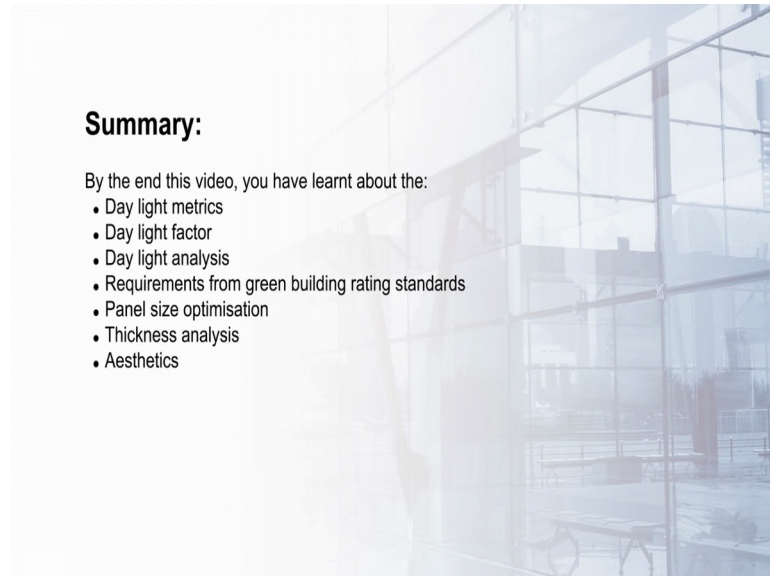 Summary:
By the end this video, you have learnt about the:
• Day light metrics
• Day light factor
• Day light analysis
• Requirements from green building rating standards
• Panel size optimisation
• Thickness analysis
• Aesthetics